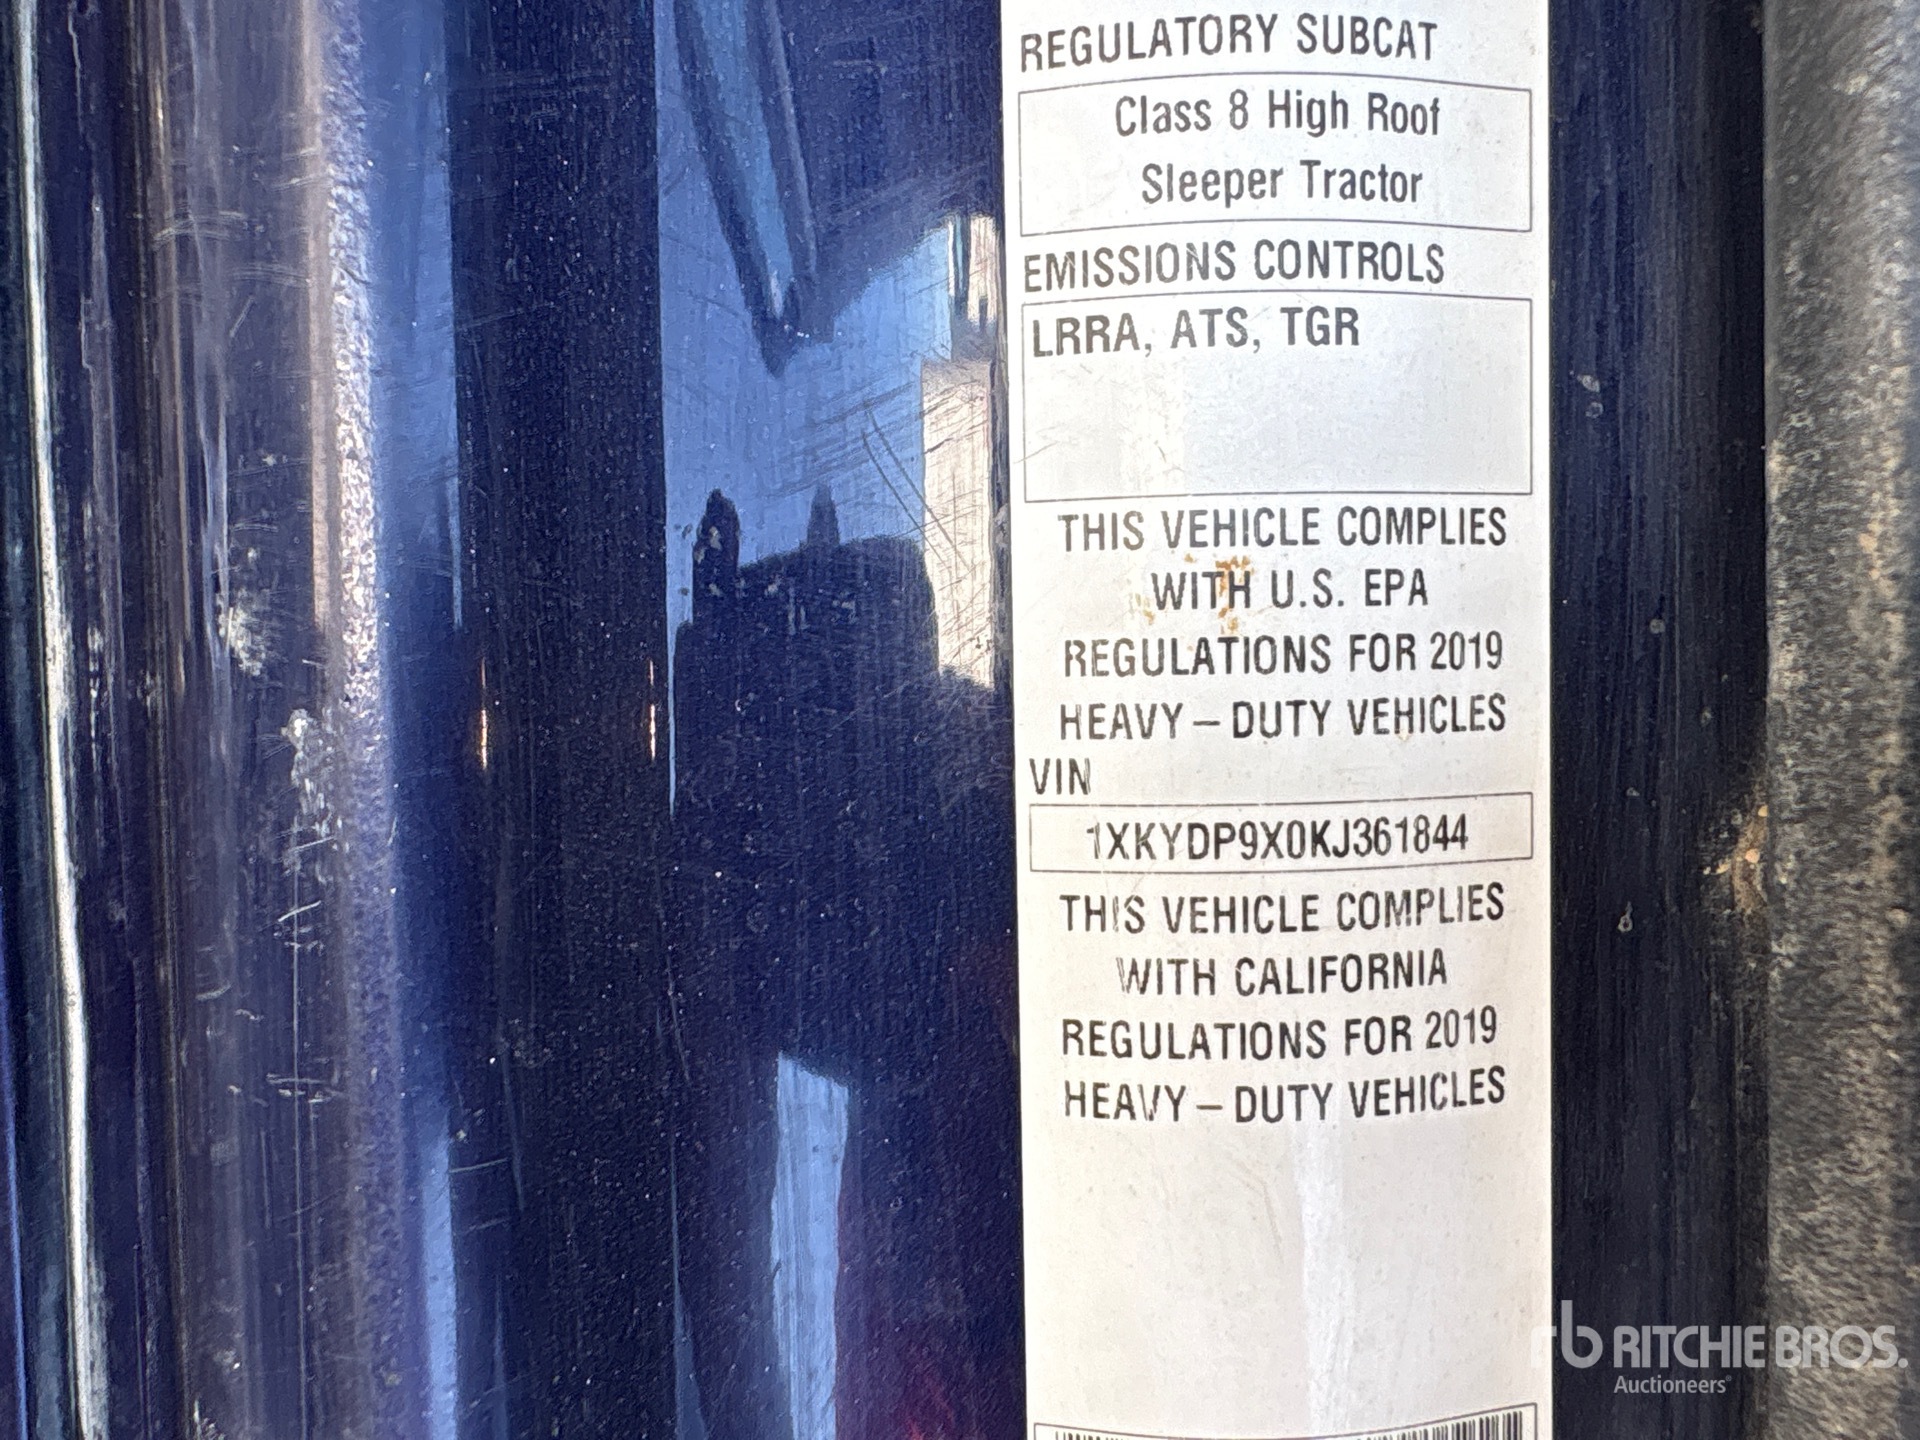 REGULATORY SUBCAT
Class 8 High Roof
Sleeper Tractor
EMISSIONS CONTROLS
LRRA, ATS, TGR
THIS VEHICLE COMPLIES
WITH U.S. EPA
REGULATIONS FOR 2019
HEAVY – DUTY VEHICLES
VIN
1XKYDP9X0KJ361844
THIS VEHICLE COMPLIES
WITH CALIFORNIA
REGULATIONS FOR 2019
HEAVY – DUTY VEHICLES
rb RITCHIE BROS.
Auctioneers